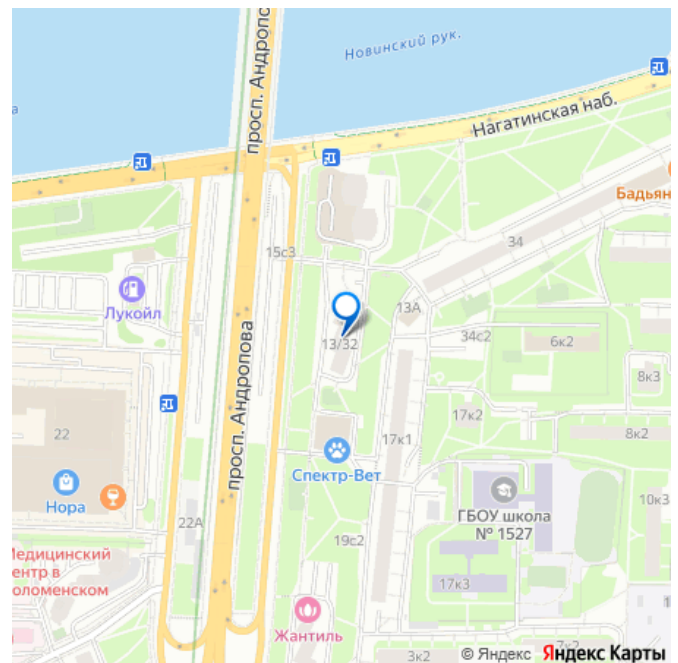 Новинский рук.
просп. Андропо
а
Нагатинская наб.
Бадьян
34
15с3
13А
Лукойл
13/32
34с2
6к2
8к3
просп. Андропова
17к2
8к2
22
17к1
Спектр-Вет
Нора
22А
ГБОУ школа
№ 1527
10к3
19с2
Медицинский
ентр в
оломенском
17к3
Жантиль
3к2
© Яндекс Яндекс Карты